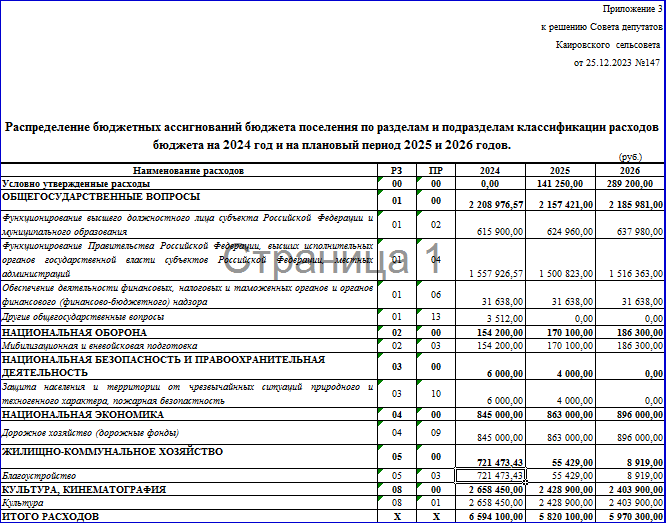 Приложение 3
к решению Совета депутатов
Каировского сельсовета
от 25.12.2023 №147
Распределение бюджетных ассигнований бюджета поселения по разделам и подразделам классификации расходов
бюджета на 2024 год и на плановый период 2025 и 2026 годов.
(руб.)
Наименование расходов РЗ ПР 2024 2025 2026
Условно утвержденные расходы 00 00 0,00 141 250,00 289 200,00
ОБЩЕГОСУДАРСТВЕННЫЕ ВОПРОСЫ 01 00 2 208 976,57 2 157 421,00 2 185 981,00
Функционирование высшего должностного лица субъекта Российской Федерации и
муниципального образования 01 02 615 900,00 624 960,00 637 980,00
Функционирование Правительства Российской Федерации, высших исполнительных
органов государственной власти субъектов Российской Федерации, местных
администраций 01 04 1 557 926,57 1 500 823,00 1 516 363,00
Страница 1
Обеспечение деятельности финансовых, налоговых и таможенных органов и органов
финансового (финансово-бюджетного) надзора 01 06 31 638,00 31 638,00 31 638,00
Другие общегосударственные вопросы 01 13 3 512,00 0,00 0,00
НАЦИОНАЛЬНАЯ ОБОРОНА 02 00 154 200,00 170 100,00 186 300,00
Мибилизационная и вневойсковая подготовка 02 03 154 200,00 170 100,00 186 300,00
НАЦИОНАЛЬНАЯ БЕЗОПАСНОСТЬ И ПРАВООХРАНИТЕЛЬНАЯ
ДЕЯТЕЛЬНОСТЬ 03 00 6 000,00 4 000,00 0,00
Защита населения и территории от чрезвычайных ситуаций природного и
техногенного характера, пожарная безопасность 03 10 6 000,00 4 000,00 0,00
НАЦИОНАЛЬНАЯ ЭКОНОМИКА 04 00 845 000,00 863 000,00 896 000,00
Дорожное хозяйство (дорожные фонды) 04 09 845 000,00 863 000,00 896 000,00
ЖИЛИЩНО-КОММУНАЛЬНОЕ ХОЗЯЙСТВО 05 00 721 473,43 55 429,00 8 919,00
Благоустройство 05 03 721 473,43 55 429,00 8 919,00
КУЛЬТУРА, КИНЕМАТОГРАФИЯ 08 00 2 658 450,00 2 428 900,00 2 403 900,00
Культура 08 01 2 658 450,00 2 428 900,00 2 403 900,00
ИТОГО РАСХОДОВ X X 6 594 100,00 5 820 100,00 5 970 300,00